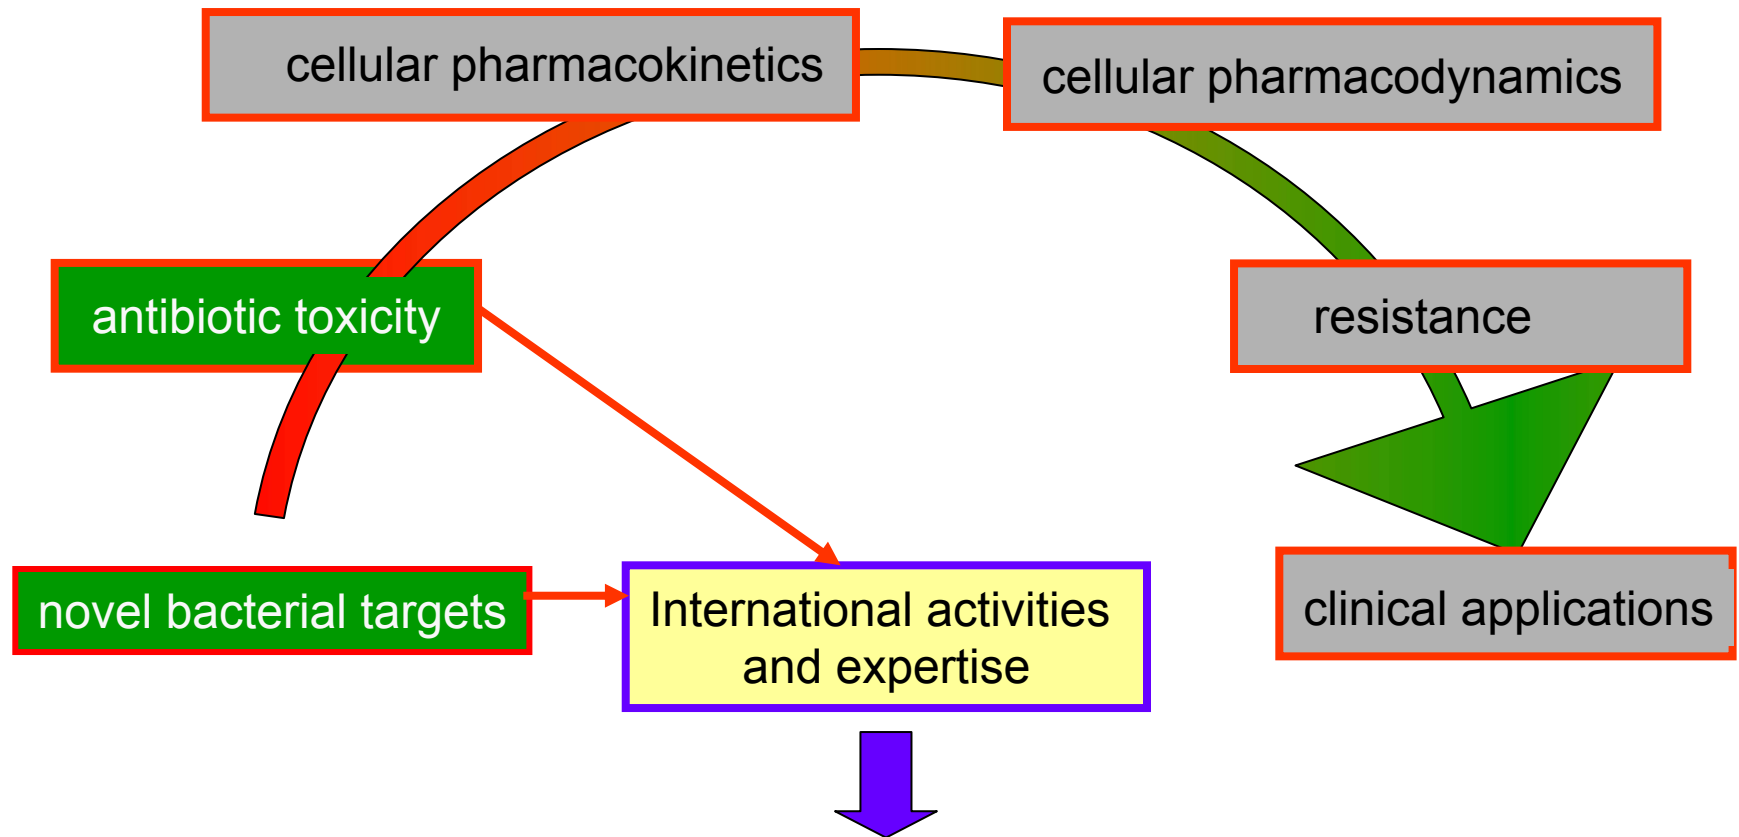 cellular pharmacokinetics
cellular pharmacodynamics
antibiotic toxicity
resistance
novel bacterial targets
International activities
and expertise
clinical applications